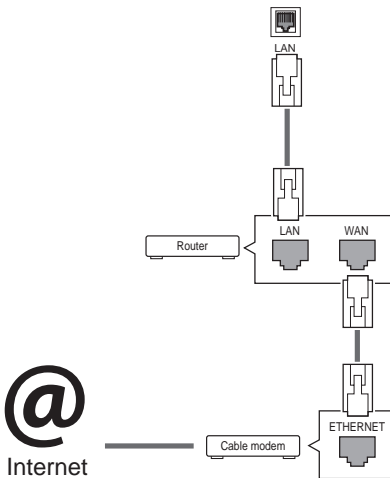 LAN
LAN WAN
Router
ETHERNET
@
Cable modem
Internet